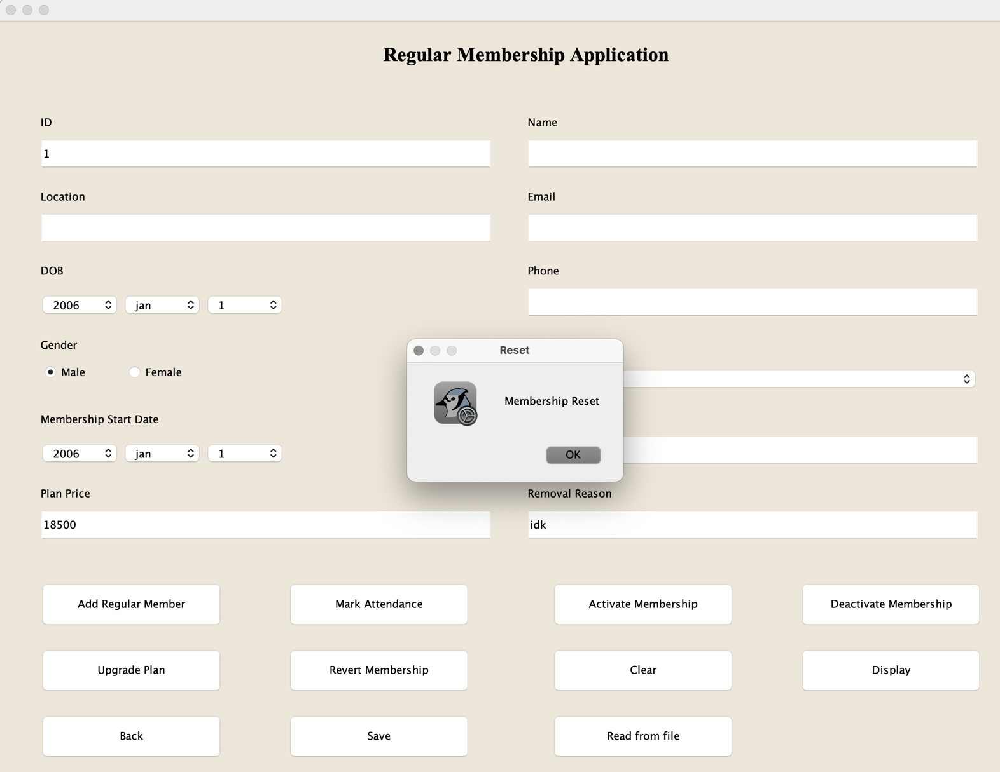 Regular Membership Application
ID
Name
1
Location
Email
DOB
Phone
2006 jan 1
Gender
Male Female
Reset
Membership Reset
OK
Membership Start Date
2006 jan 1
Plan Price
Removal Reason
18500
idk
Add Regular Member
Mark Attendance
Activate Membership
Deactivate Membership
Upgrade Plan
Revert Membership
Clear
Display
Back
Save
Read from file